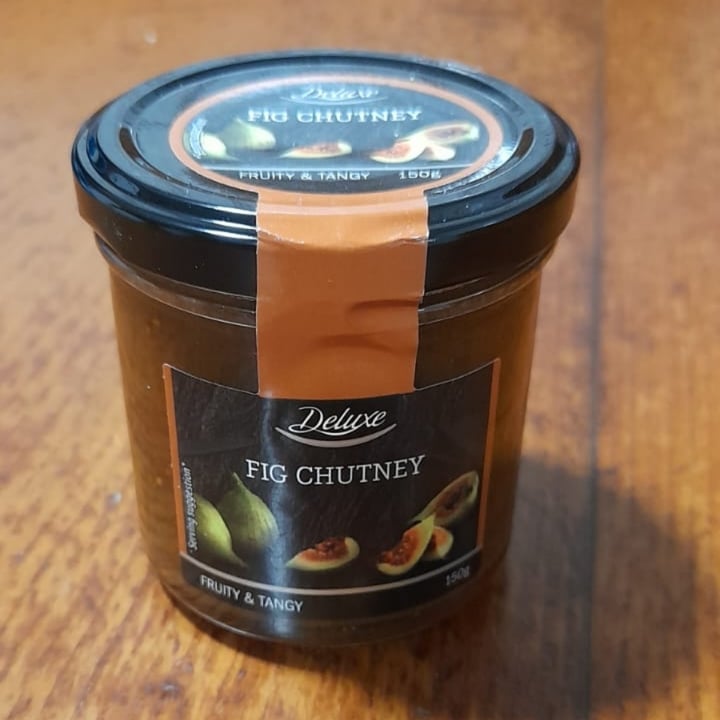 Deluxe
FIG CHUTNEY
FRUITY & TANGY 150g
Deluxe
FIG CHUTNEY
*Serving suggestion*
FRUITY & TANGY 150g